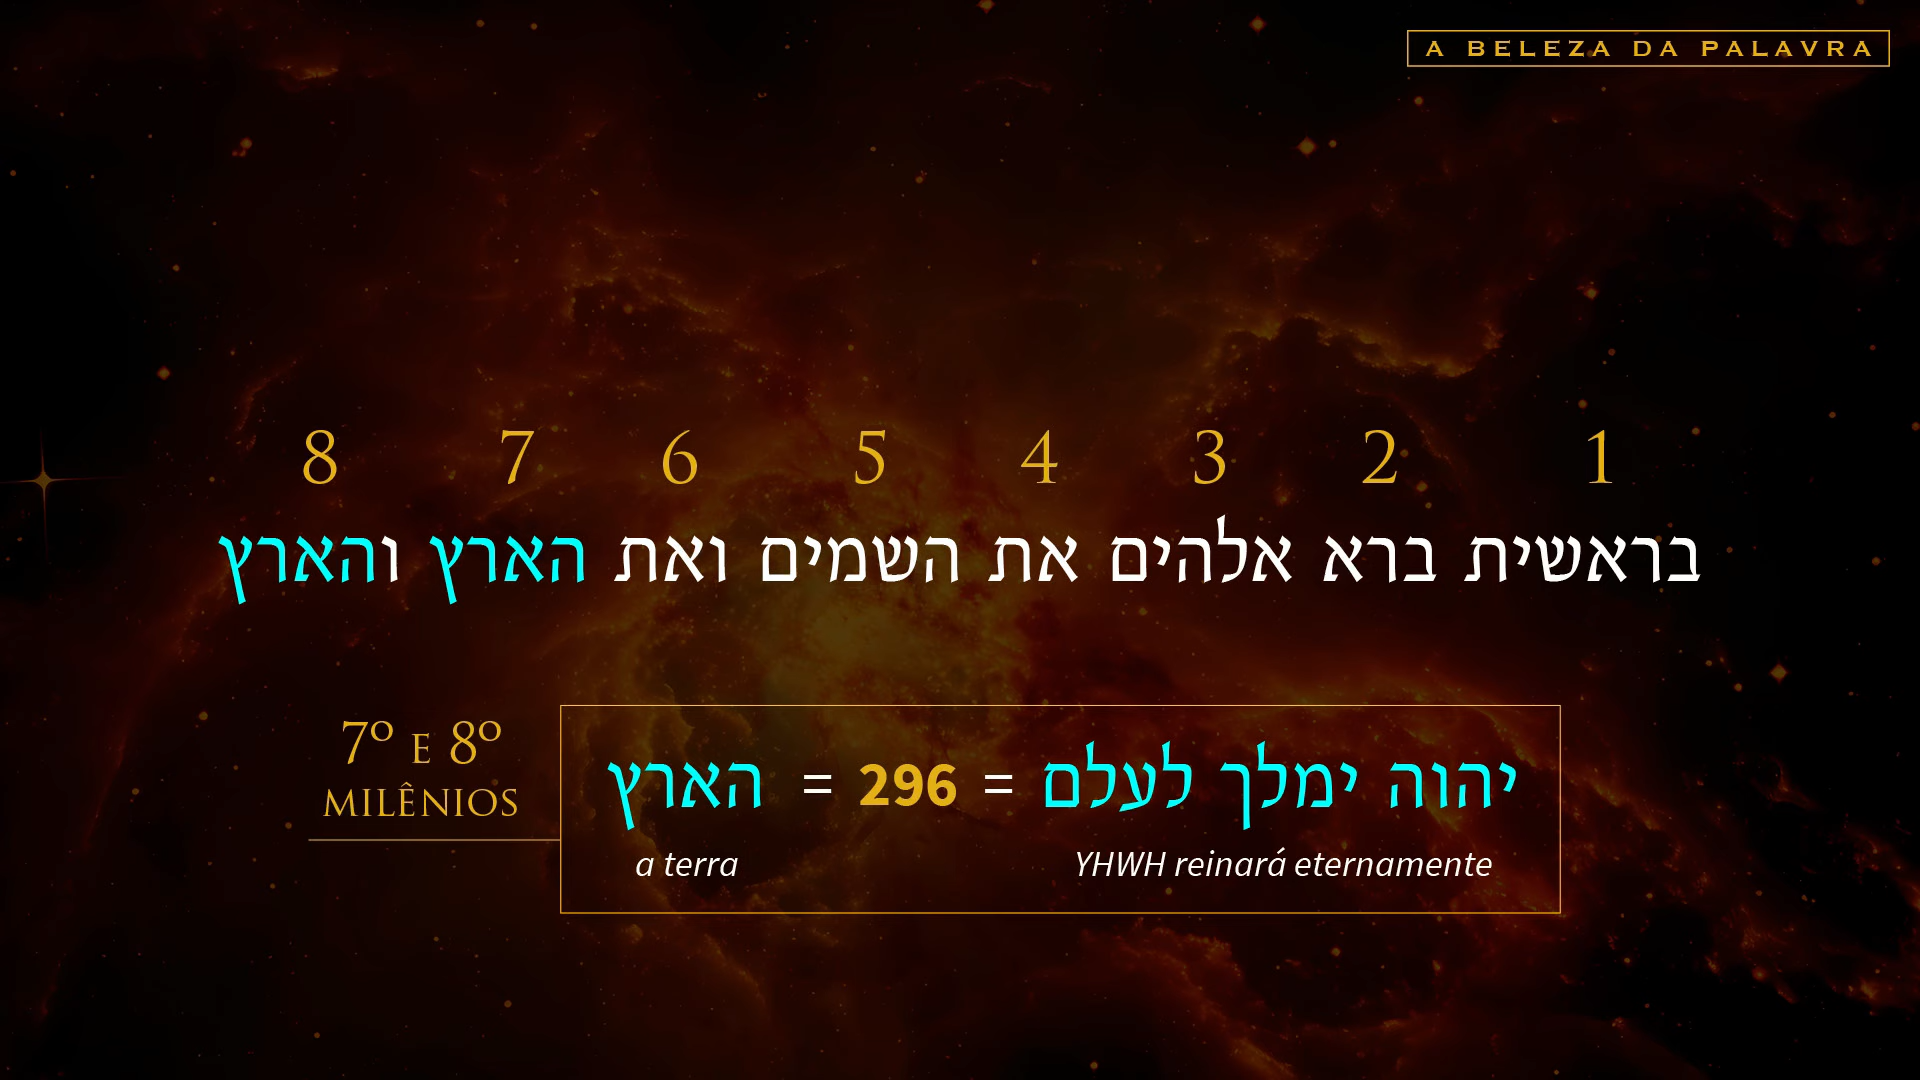 A BELEZA DA PALAVRA
8 7 6 5 4 3 2 1
בראשית ברא אלהים את השמים ואת הארץ והארץ
7º E 8º
MILÊNIOS
יהוה ימלך לעלם = 296 = הארץ
a terra
YHWH reinará eternamente